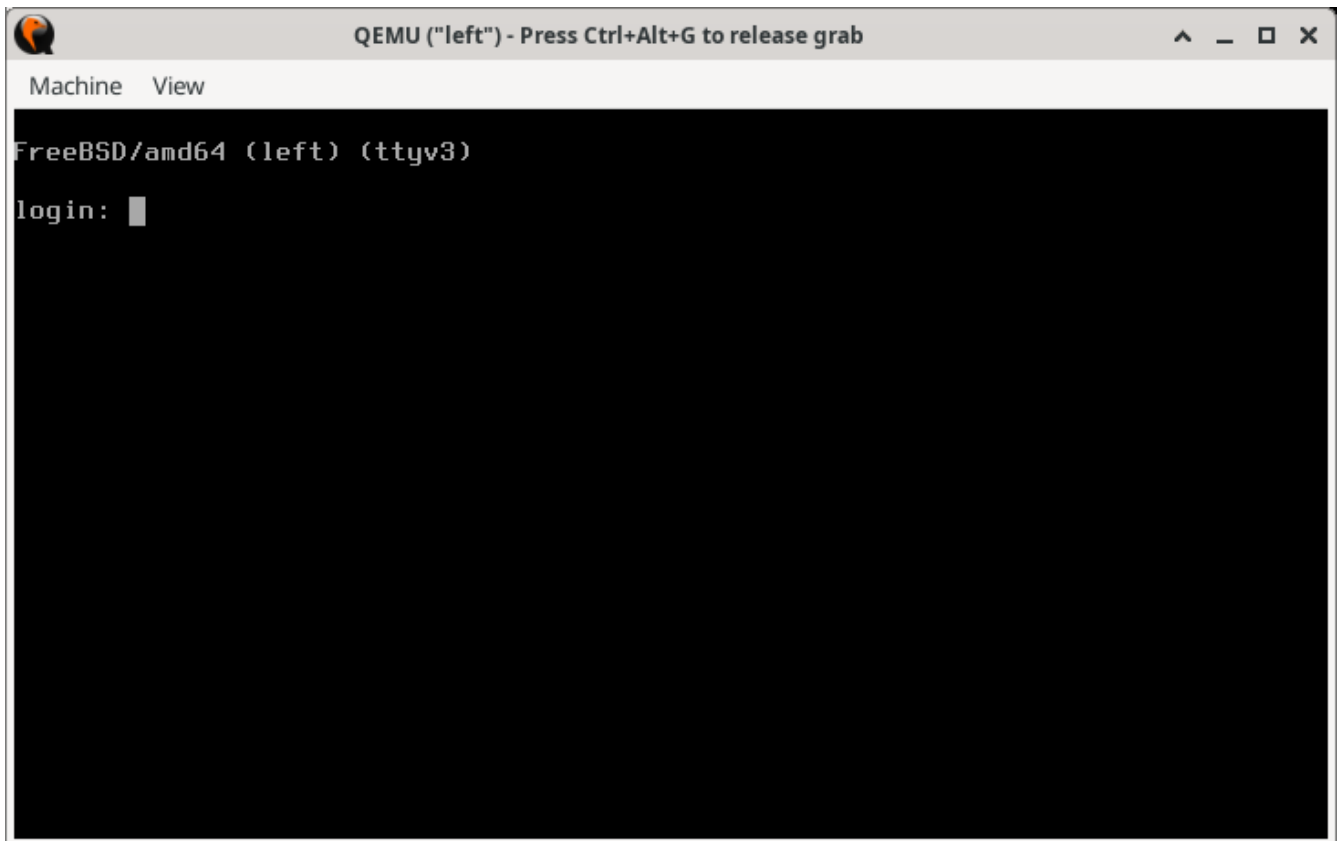 QEMU ("left") - Press Ctrl+Alt+G to release grab
Machine View
FreeBSD/amd64 (left) (ttyv3)
login: